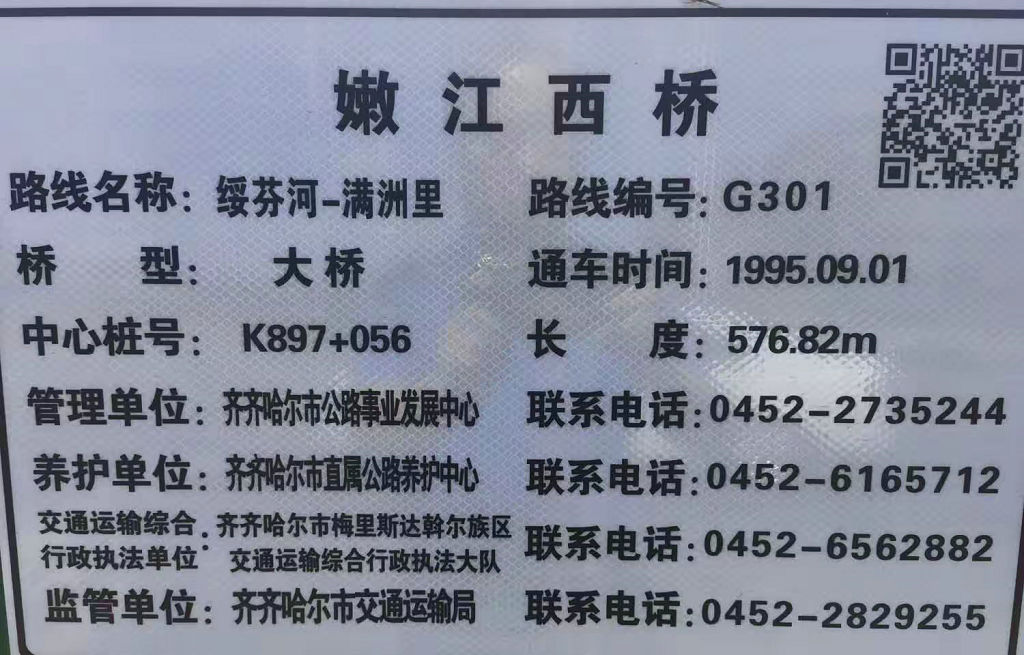 嫩江西桥
路线名称：绥芬河-满洲里 路线编号：G301
桥 型：大桥 通车时间：1995.09.01
中心桩号：K897+056 长 度：576.82m
管理单位：齐齐哈尔市公路事业发展中心 联系电话：0452-2735244
养护单位：齐齐哈尔市直属公路养护中心 联系电话：0452-6165712
交通运输综合行政执法单位：齐齐哈尔市梅里斯达斡尔族区交通运输综合行政执法大队 联系电话：0452-6562882
监管单位：齐齐哈尔市交通运输局 联系电话：0452-2829255